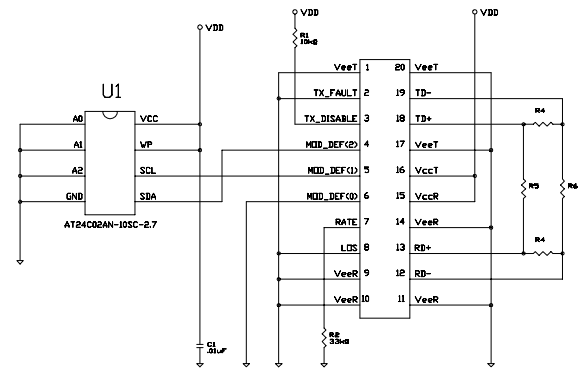 VDD
VDD
VDD
R1
10kΩ
U1
A0 VCC
A1 WP
A2 SCL
GND SDA
AT24C02AN-10SC-2.7
VeeT 1 20 VeeT
TX_FAULT 2 19 TD-
TX_DISABLE 3 18 TD+
MOD_DEF(2) 4 17 VeeT
MOD_DEF(1) 5 16 VccT
MOD_DEF(0) 6 15 VccR
RATE 7 14 VeeR
LOS 8 13 RD+
VeeR 9 12 RD-
VeeR 10 11 VeeR
R4
R5
R6
R4
C1
.01uF
R2
33kΩ